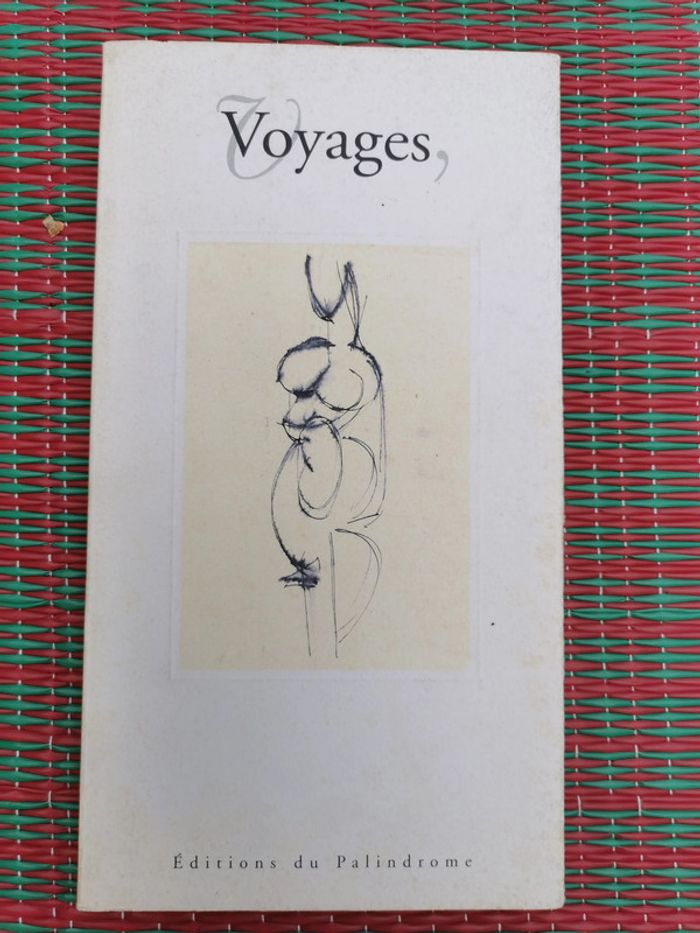 Voyages,
Éditions du Palindrome